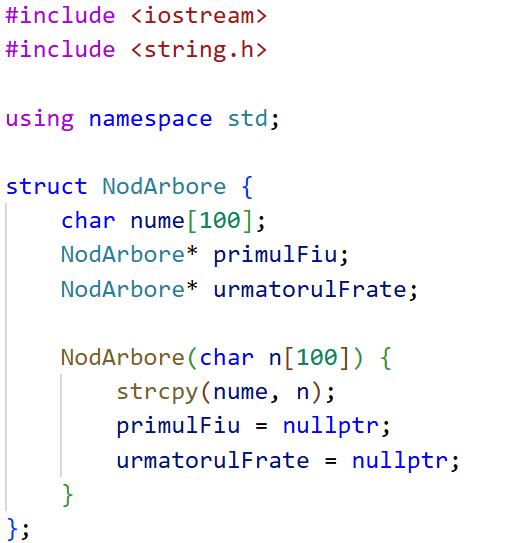 #include <iostream>
#include <string.h>

using namespace std;

struct NodArbore {
    char nume[100];
    NodArbore* primulFiu;
    NodArbore* urmatorulFrate;

    NodArbore(char n[100]) {
        strcpy(nume, n);
        primulFiu = nullptr;
        urmatorulFrate = nullptr;
    }
};